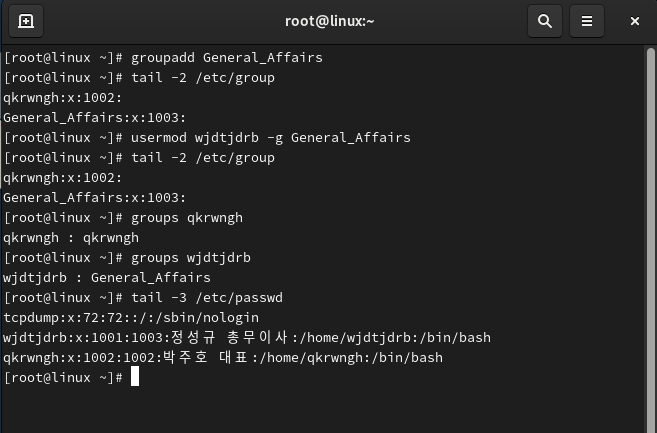 root@linux:~
[root@linux ~]# groupadd General_Affairs
[root@linux ~]# tail -2 /etc/group
qkrwngh:x:1002:
General_Affairs:x:1003:
[root@linux ~]# usermod wjdtjdrb -g General_Affairs
[root@linux ~]# tail -2 /etc/group
qkrwngh:x:1002:
General_Affairs:x:1003:
[root@linux ~]# groups qkrwngh
qkrwngh : qkrwngh
[root@linux ~]# groups wjdtjdrb
wjdtjdrb : General_Affairs
[root@linux ~]# tail -3 /etc/passwd
tcpdump:x:72:72::/:/sbin/nologin
wjdtjdrb:x:1001:1003:정성규 총무이사:/home/wjdtjdrb:/bin/bash
qkrwngh:x:1002:1002:박주호 대표:/home/qkrwngh:/bin/bash
[root@linux ~]#